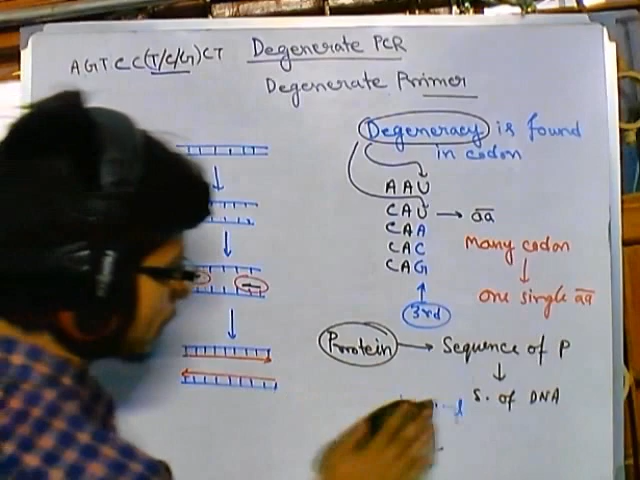 AGTCC(T/C/G)CT Degenerate PCR
Degenerate Primer
Degeneracy is found
in codon
AAU
CAU → aa
CAA
CAC
CAG
3rd
many codon
↓
one single aa
Protein → Sequence of P
↓
S. of DNA